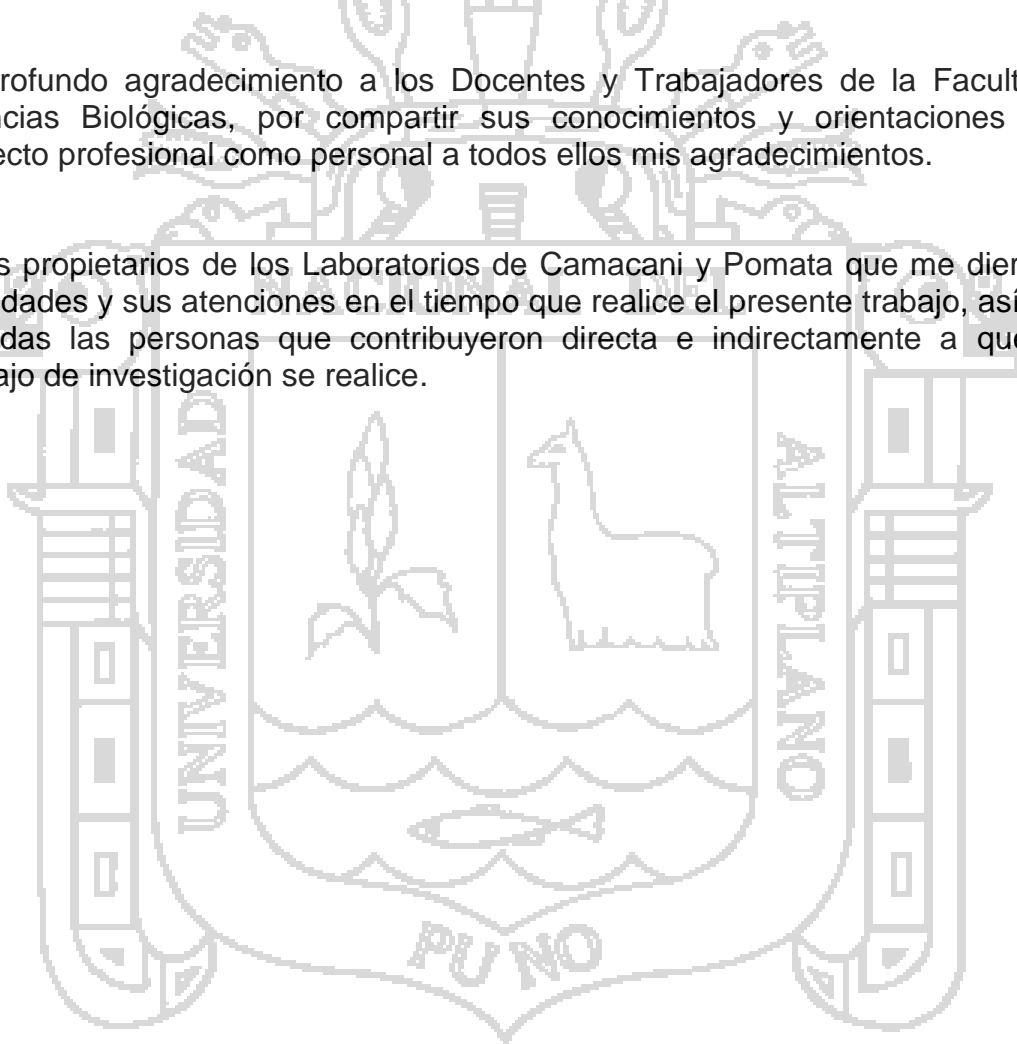 rofundo agradecimiento a los Docentes y Trabajadores de la Facult
ncias Biológicas, por compartir sus conocimientos y orientaciones
ecto profesional como personal a todos ellos mis agradecimientos.
s propietarios de los Laboratorios de Camacani y Pomata que me dier
idades y sus atenciones en el tiempo que realice el presente trabajo, así
das las personas que contribuyeron directa e indirectamente a que
ajo de investigación se realice.
NACIONAL DEL
UNIVERSIDAD
ALTIPLANO
PUNO